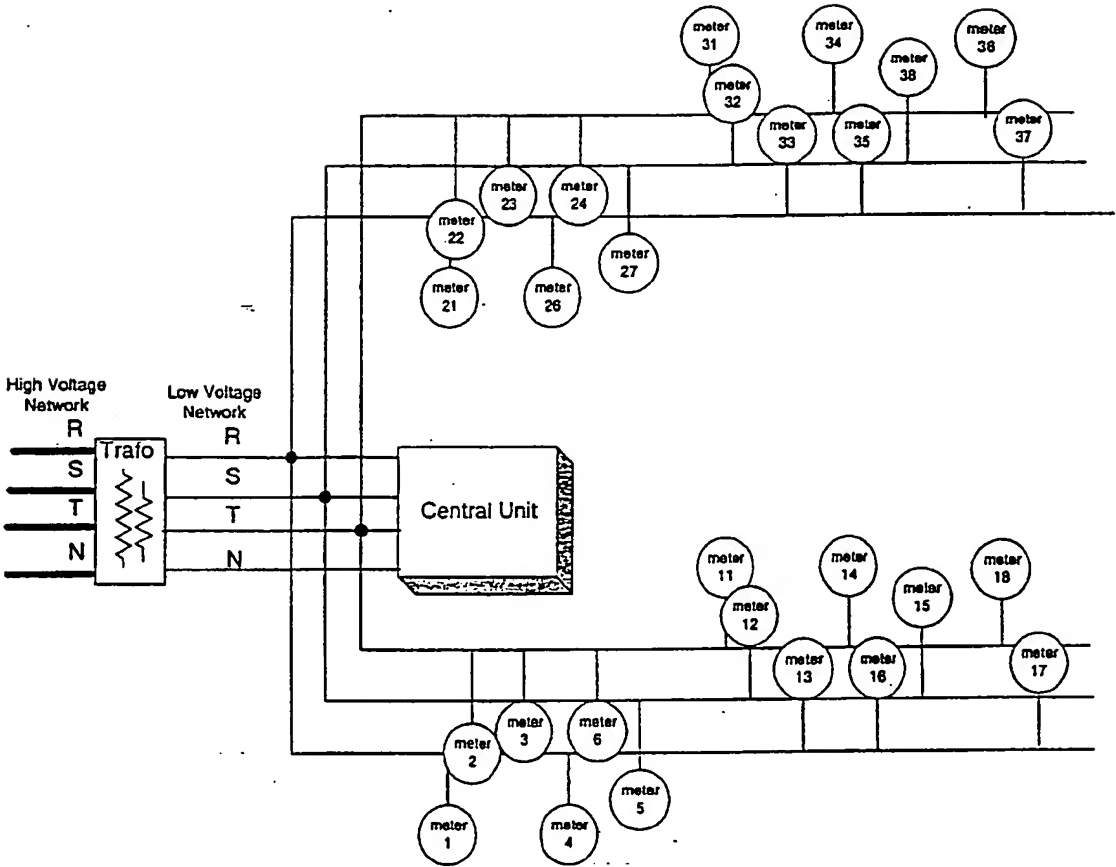 meter
31
meter
34
meter
36
meter
38
meter
32
meter
33
meter
35
meter
37
meter
23
meter
24
meter
22
meter
27
meter
21
meter
26
High Voltage
Network
Low Voltage
Network
R
S
T
N
Trafo
R
S
T
N
Central Unit
meter
11
meter
14
meter
18
meter
15
meter
12
meter
13
meter
16
meter
17
meter
3
meter
6
meter
2
meter
5
meter
1
meter
4